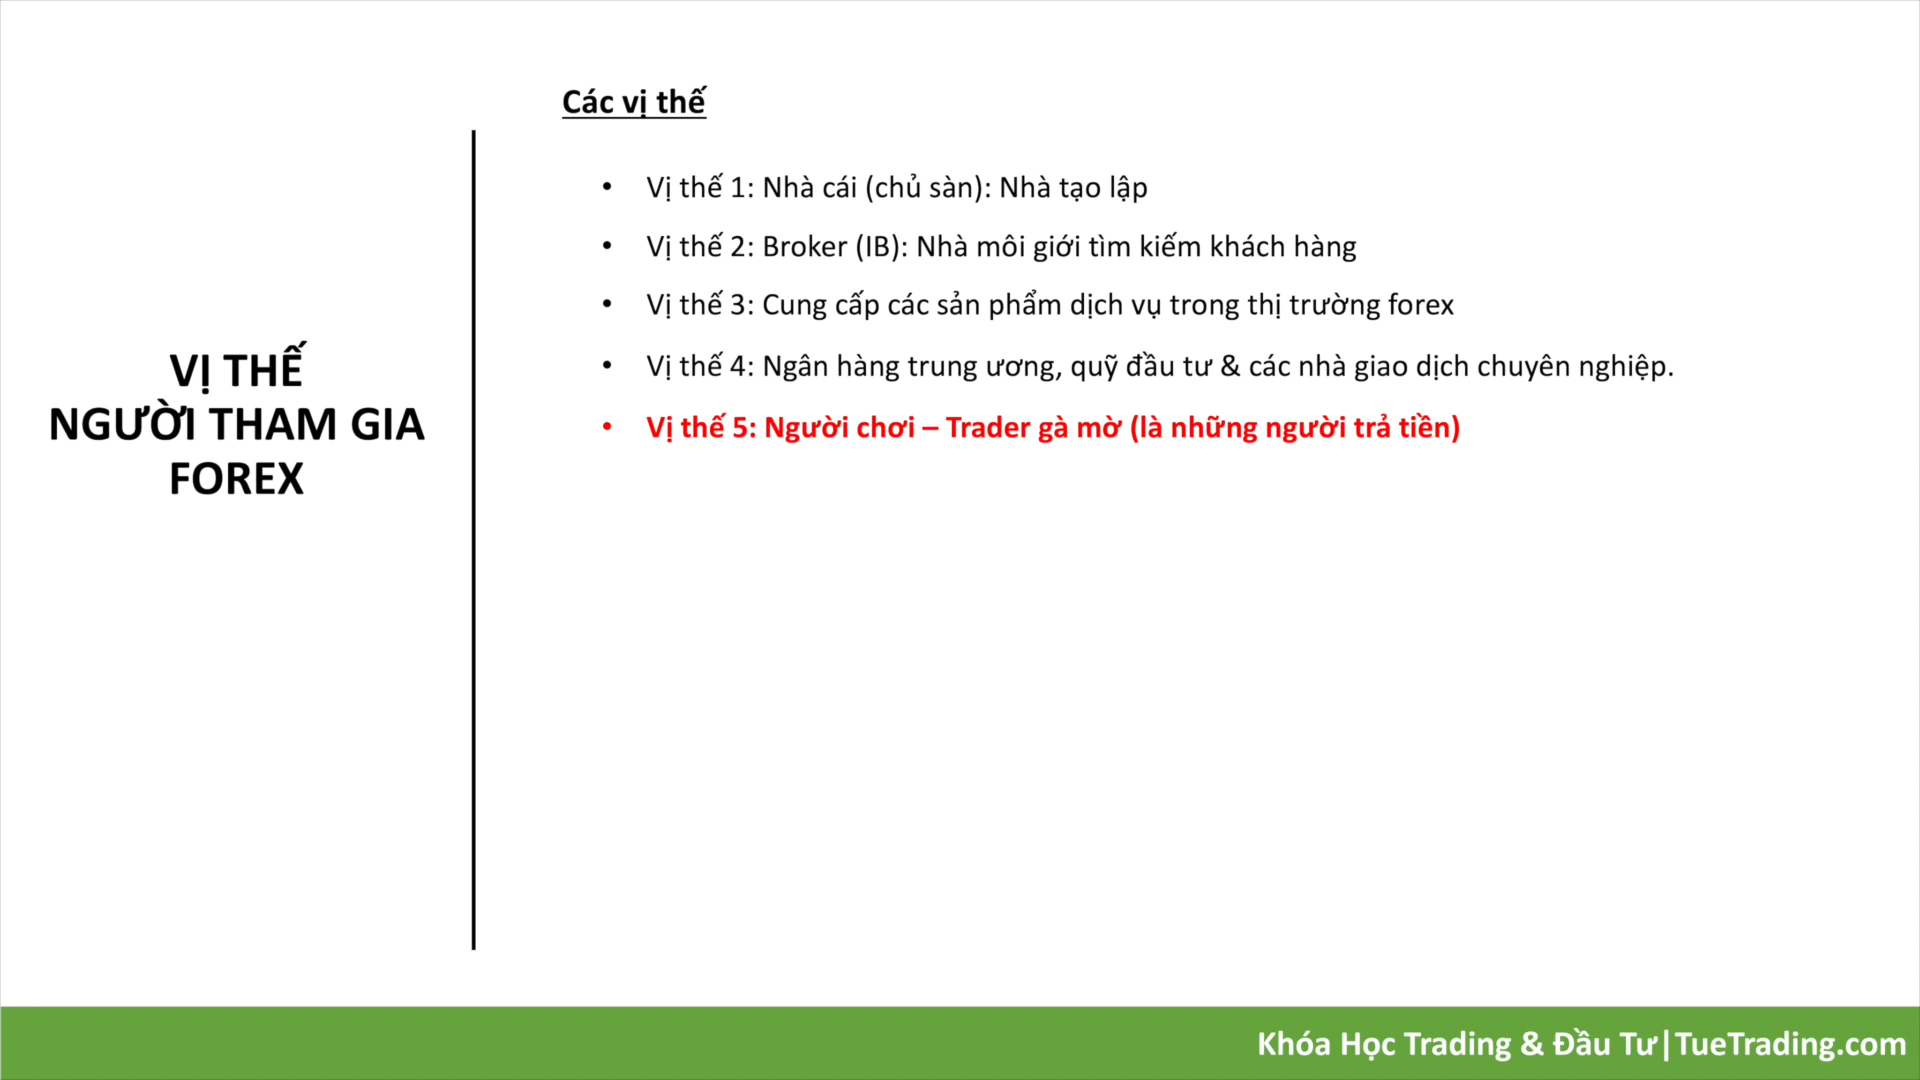 VỊ THẾ
NGƯỜI THAM GIA
FOREX
Các vị thế
• Vị thế 1: Nhà cái (chủ sàn): Nhà tạo lập
• Vị thế 2: Broker (IB): Nhà môi giới tìm kiếm khách hàng
• Vị thế 3: Cung cấp các sản phẩm dịch vụ trong thị trường forex
• Vị thế 4: Ngân hàng trung ương, quỹ đầu tư & các nhà giao dịch chuyên nghiệp.
• Vị thế 5: Người chơi – Trader gà mờ (là những người trả tiền)
Khóa Học Trading & Đầu Tư|TueTrading.com